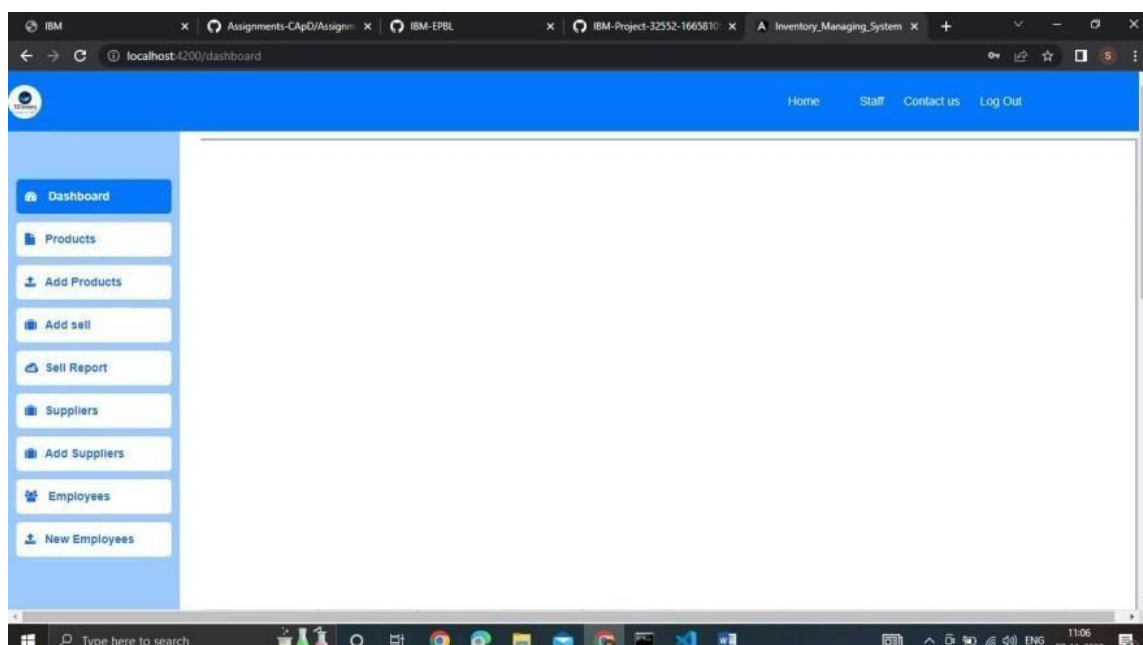 IBM
Assignments-CApD/Assignm
IBM-EPBL
IBM-Project-32552-1665810
A Inventory_Managing_System
localhost:4200/dashboard
S
Home Staff Contact us Log Out
Dashboard
Products
Add Products
Add sell
Sell Report
Suppliers
Add Suppliers
Employees
New Employees
Type here to search
ENG
11:06